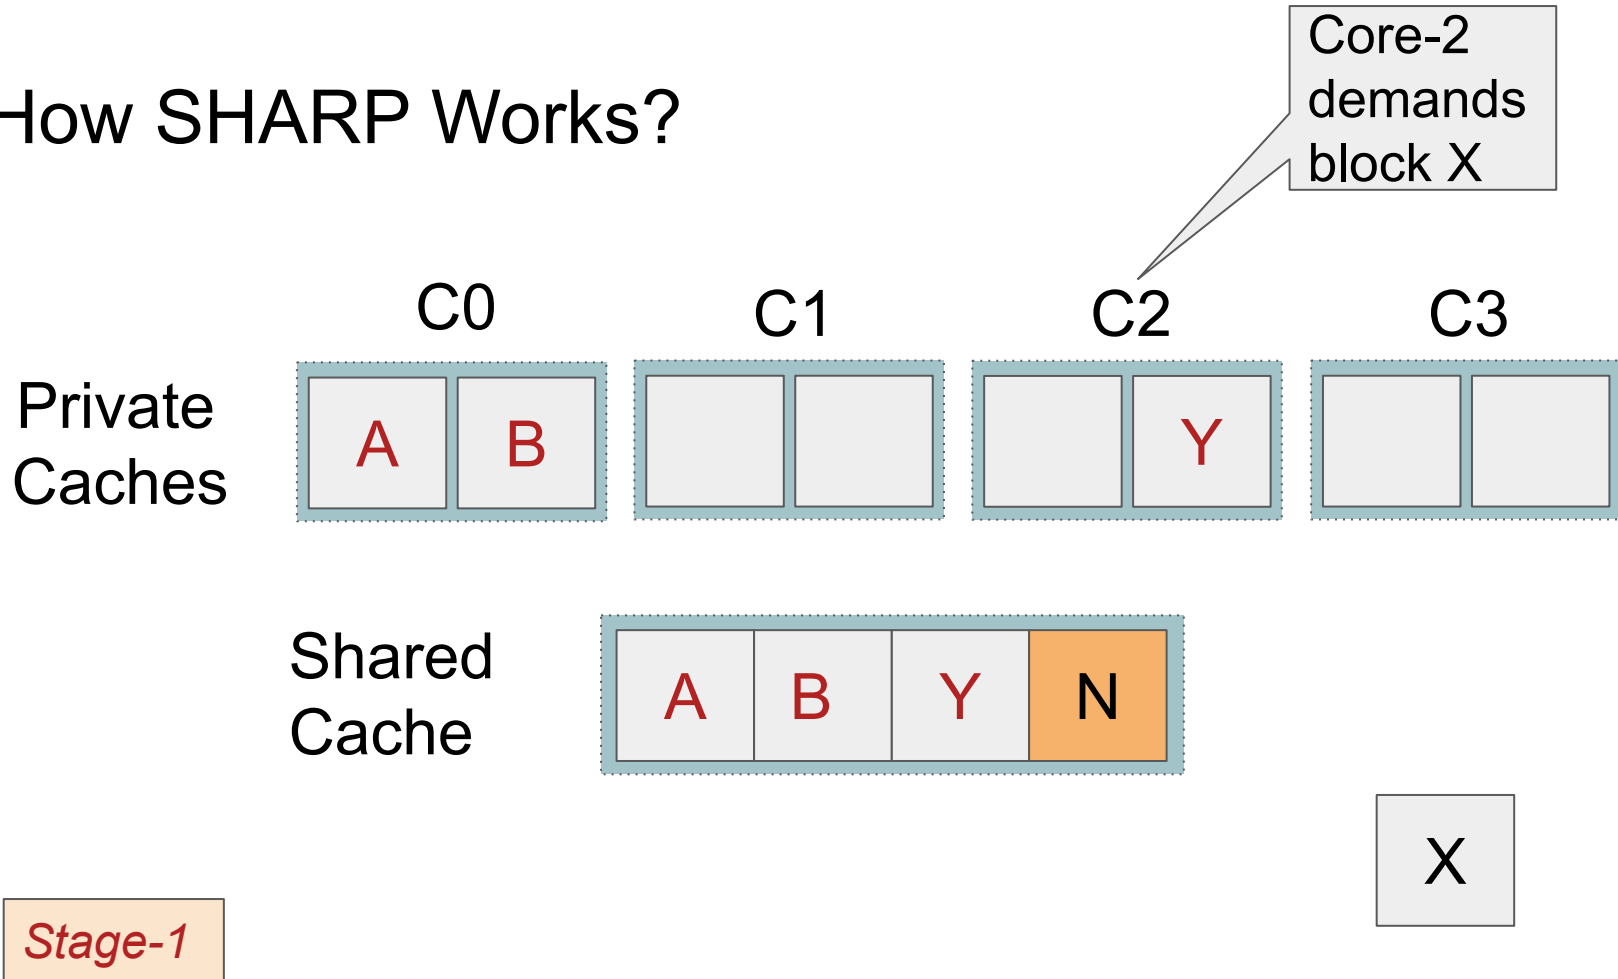 How SHARP Works?
Core-2
demands
block X
C0
C1
C2
C3
Private
Caches
A
B
Y
Shared
Cache
A
B
Y
N
X
Stage-1